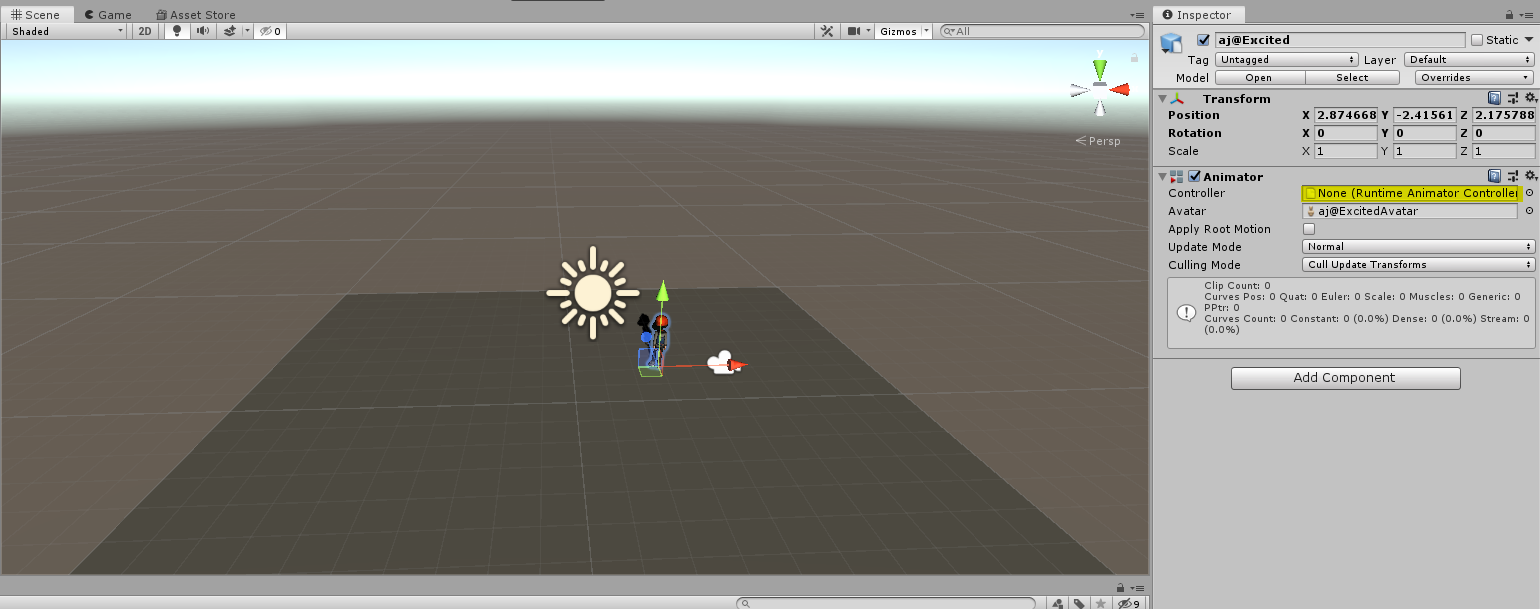 Scene Game Asset Store
Shaded 2D 0 Gizmos All
Y
Persp
9
Inspector
aj@Excited Static
Tag Untagged Layer Default
Model Open Select Overrides
Transform
Position X 2.874668 Y -2.41561 Z 2.175788
Rotation X 0 Y 0 Z 0
Scale X 1 Y 1 Z 1
Animator
Controller None (Runtime Animator Controller
Avatar aj@ExcitedAvatar
Apply Root Motion
Update Mode Normal
Culling Mode Cull Update Transforms
Clip Count: 0
Curves Pos: 0 Quat: 0 Euler: 0 Scale: 0 Muscles: 0 Generic: 0
PPtr: 0
Curves Count: 0 Constant: 0 (0.0%) Dense: 0 (0.0%) Stream: 0
(0.0%)
Add Component